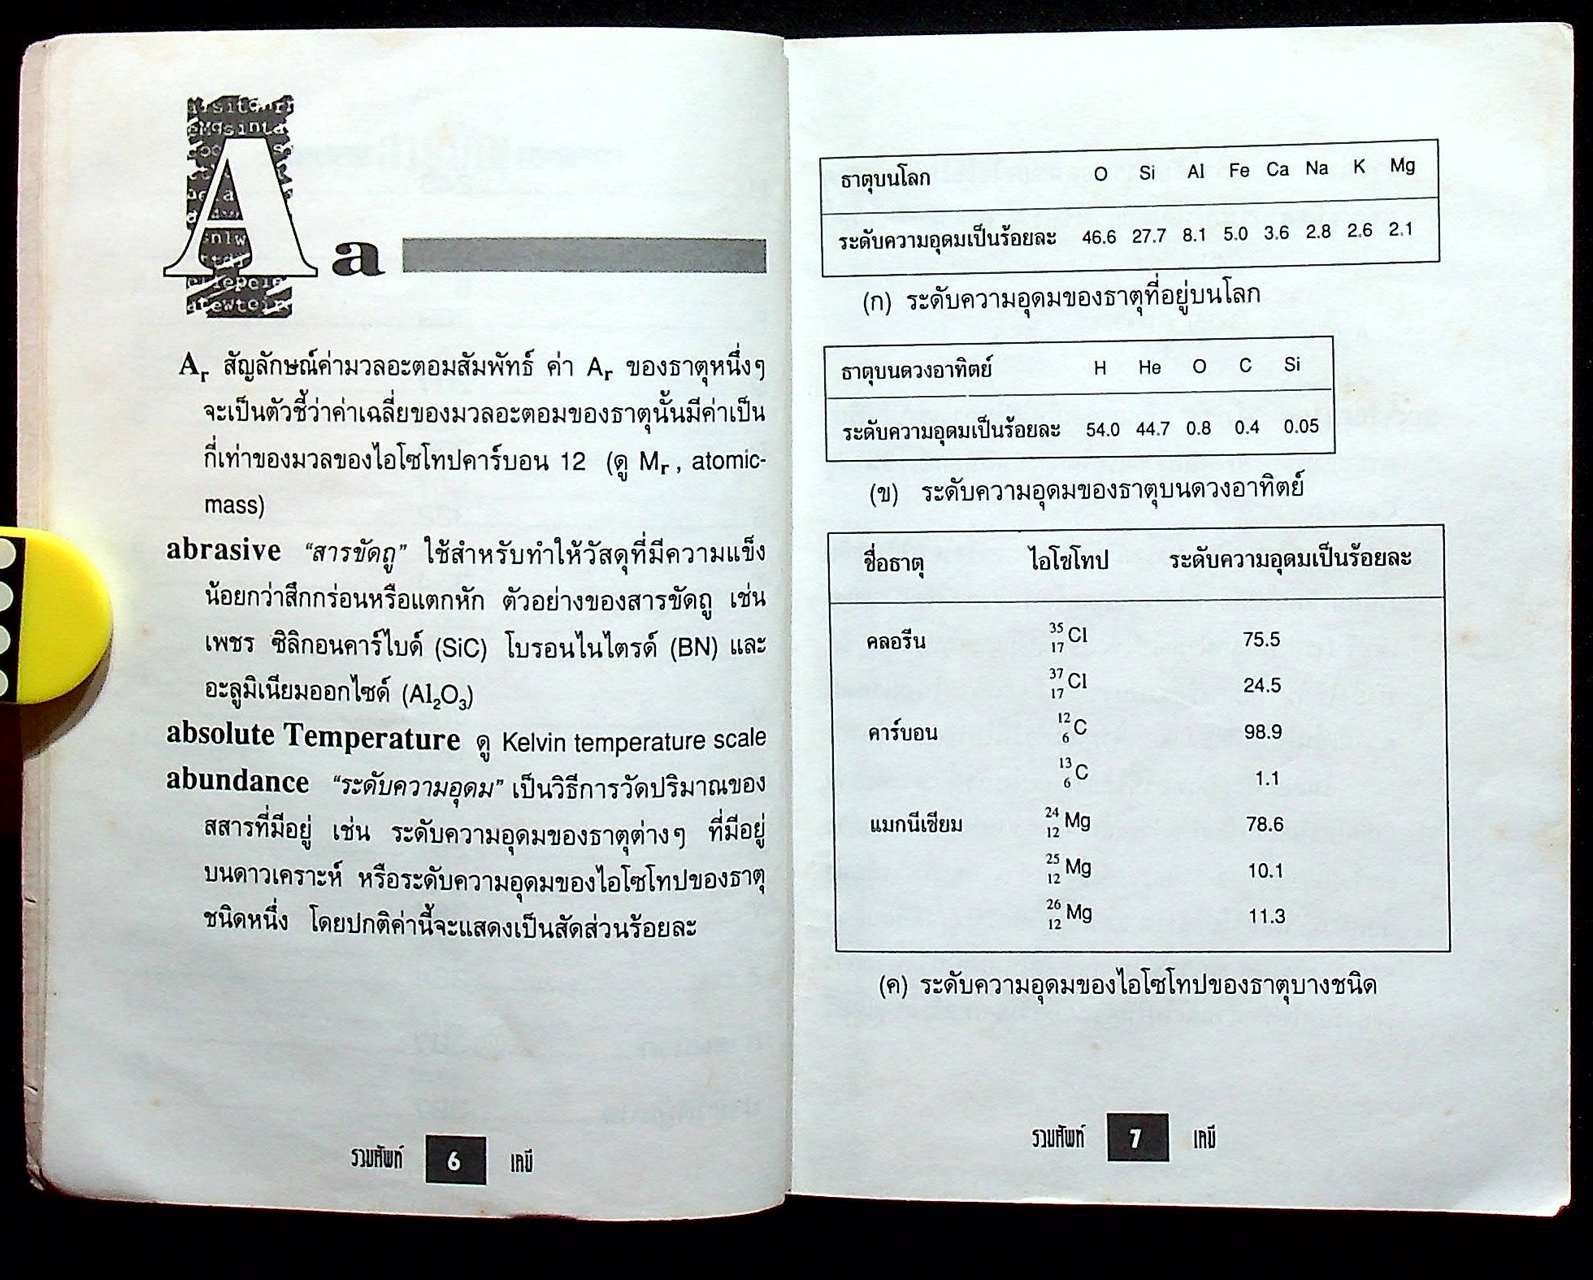 A a
Aᵣ สัญลักษณ์ค่ามวลอะตอมสัมพัทธ์ ค่า Aᵣ ของธาตุหนึ่งๆ
จะเป็นตัวชี้ว่าค่าเฉลี่ยของมวลอะตอมของธาตุนั้นมีค่าเป็น
กี่เท่าของมวลของไอโซโทปคาร์บอน 12 (ดู Mᵣ , atomic-
mass)
abrasive “สารขัดถู” ใช้สำหรับทำให้วัสดุที่มีความแข็ง
น้อยกว่าสึกกร่อนหรือแตกหัก ตัวอย่างของสารขัดถู เช่น
เพชร ซิลิกอนคาร์ไบด์ (SiC) โบรอนไนไตรด์ (BN) และ
อะลูมิเนียมออกไซด์ (Al₂O₃)
absolute Temperature ดู Kelvin temperature scale
abundance “ระดับความอุดม” เป็นวิธีการวัดปริมาณของ
สสารที่มีอยู่ เช่น ระดับความอุดมของธาตุต่างๆ ที่มีอยู่
บนดาวเคราะห์ หรือระดับความอุดมของไอโซโทปของธาตุ
ชนิดหนึ่ง โดยปกติค่านี้จะแสดงเป็นสัดส่วนร้อยละ
รวมศัพท์ 6 เคมี
ธาตุบนโลก O Si Al Fe Ca Na K Mg
ระดับความอุดมเป็นร้อยละ 46.6 27.7 8.1 5.0 3.6 2.8 2.6 2.1
(ก) ระดับความอุดมของธาตุที่อยู่บนโลก
ธาตุบนดวงอาทิตย์ H He O C Si
ระดับความอุดมเป็นร้อยละ 54.0 44.7 0.8 0.4 0.05
(ข) ระดับความอุดมของธาตุบนดวงอาทิตย์
ชื่อธาตุ ไอโซโทป ระดับความอุดมเป็นร้อยละ
คลอรีน ³⁵₁₇Cl 75.5
³⁷₁₇Cl 24.5
คาร์บอน ¹²₆C 98.9
¹³₆C 1.1
แมกนีเซียม ²⁴₁₂Mg 78.6
²⁵₁₂Mg 10.1
²⁶₁₂Mg 11.3
(ค) ระดับความอุดมของไอโซโทปของธาตุบางชนิด
รวมศัพท์ 7 เคมี